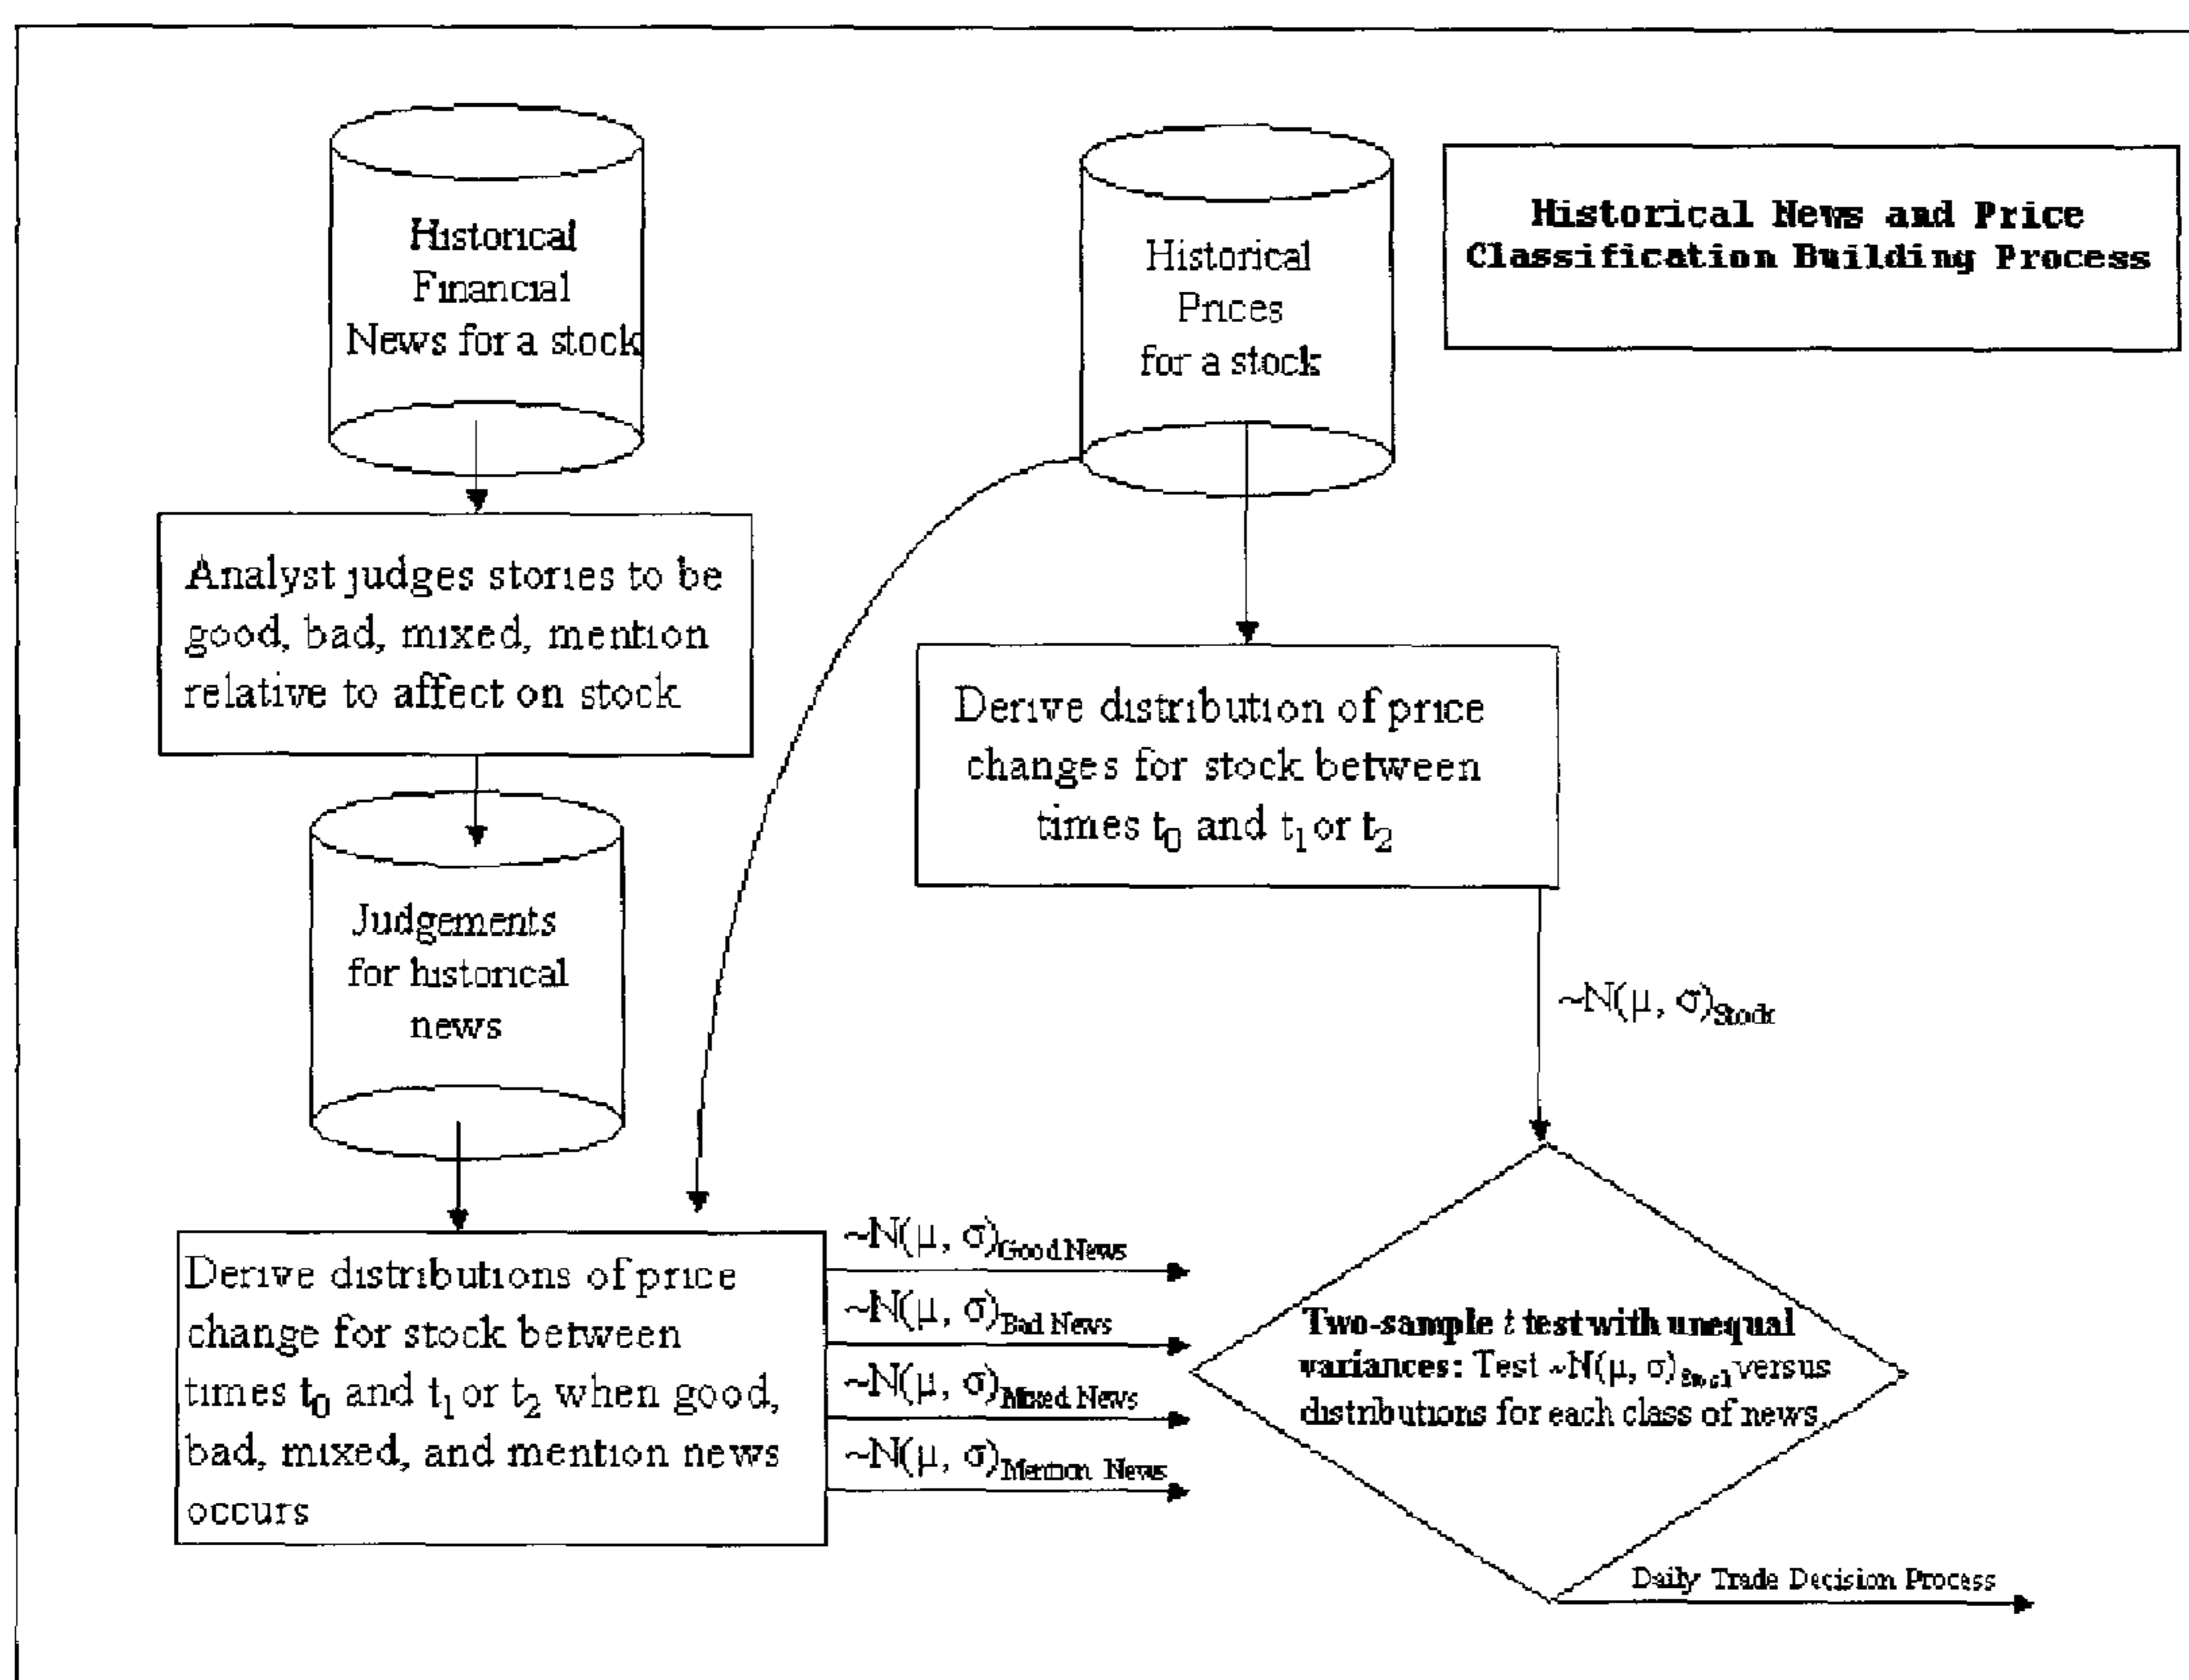 Historical
Financial
News for a stock
Historical
Prices
for a stock
Historical News and Price
Classification Building Process
Analyst judges stories to be
good, bad, mixed, mention
relative to affect on stock
Derive distribution of price
changes for stock between
times t₀ and t₁ or t₂
Judgements
for historical
news
~N(μ, σ)Stock
Derive distributions of price
change for stock between
times t₀ and t₁ or t₂ when good,
bad, mixed, and mention news
occurs
~N(μ, σ)Good News
~N(μ, σ)Bad News
~N(μ, σ)Mixed News
~N(μ, σ)Mention News
Two-sample t test with unequal
variances: Test ~N(μ, σ)Stock versus
distributions for each class of news
Daily Trade Decision Process